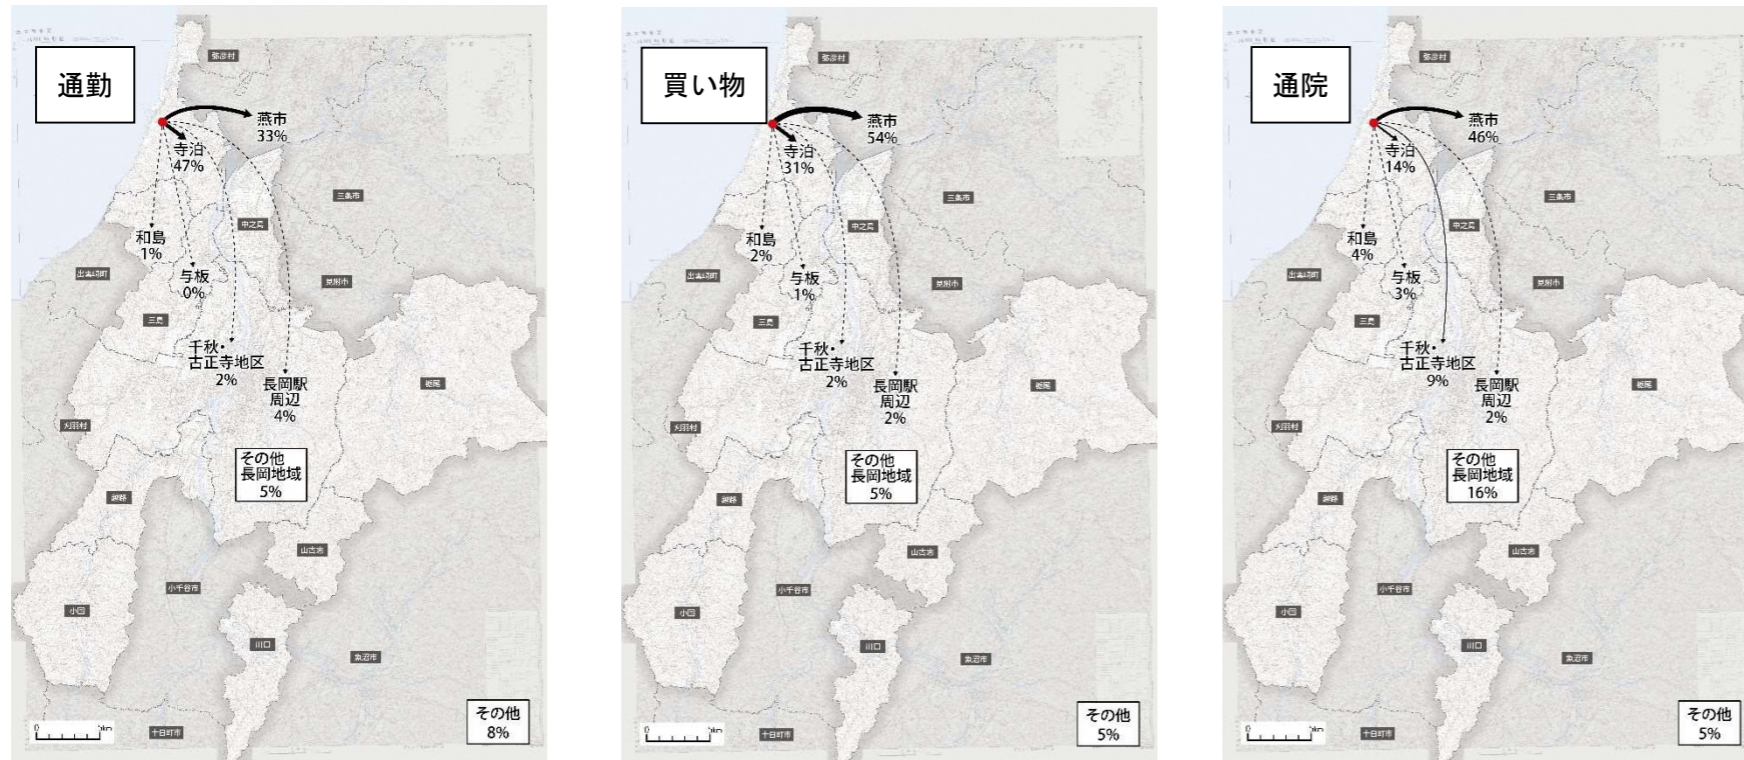 通勤
弥彦村
燕市
33%
寺泊
47%
三条市
中之島
和島
1%
与板
0%
出雲崎町
見附市
三島
千秋・
古正寺地区
2%
長岡駅
周辺
4%
栃尾
刈羽村
その他
長岡地域
5%
越路
山古志
小千谷市
小国
川口
魚沼市
その他
8%
十日町市
0
5km
買い物
弥彦村
燕市
54%
寺泊
31%
三条市
中之島
和島
2%
与板
1%
出雲崎町
見附市
三島
千秋・
古正寺地区
2%
長岡駅
周辺
2%
栃尾
刈羽村
その他
長岡地域
5%
越路
山古志
小千谷市
小国
川口
魚沼市
その他
5%
十日町市
0
5km
通院
弥彦村
燕市
46%
寺泊
14%
三条市
中之島
和島
4%
与板
3%
出雲崎町
見附市
三島
千秋・
古正寺地区
9%
長岡駅
周辺
2%
栃尾
刈羽村
その他
長岡地域
16%
越路
山古志
小千谷市
小国
川口
魚沼市
その他
5%
十日町市
0
5km